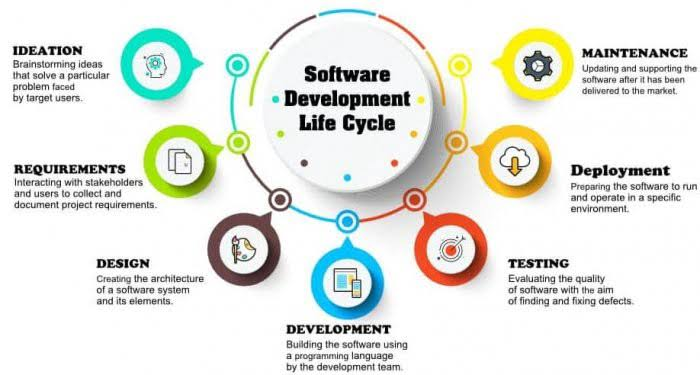 Software
Development
Life Cycle
IDEATION
Brainstorming ideas
that solve a particular
problem faced
by target users.
REQUIREMENTS
Interacting with stakeholders
and users to collect and
document project requirements.
DESIGN
Creating the architecture
of a software system
and its elements.
DEVELOPMENT
Building the software using
a programming language
by the development team.
TESTING
Evaluating the quality
of software with the aim
of finding and fixing defects.
Deployment
Preparing the software to run
and operate in a specific
environment.
MAINTENANCE
Updating and supporting the
software after it has been
delivered to the market.